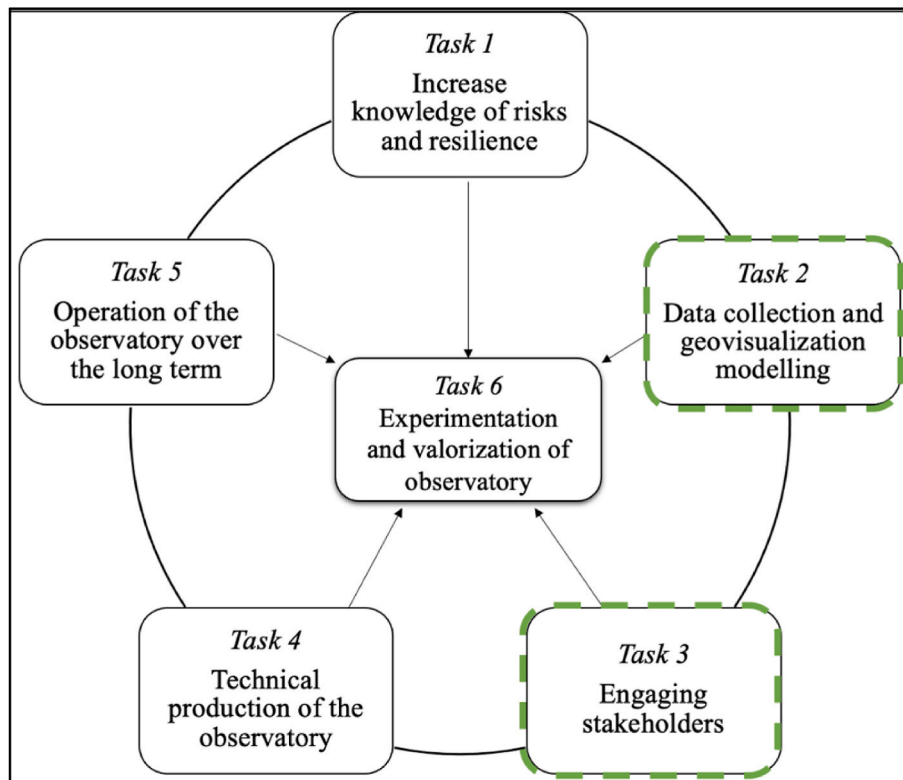 Task 1
Increase
knowledge of risks
and resilience
Task 2
Data collection and
geovisualization
modelling
Task 3
Engaging
stakeholders
Task 4
Technical
production of the
observatory
Task 5
Operation of the
observatory over
the long term
Task 6
Experimentation
and valorization of
observatory